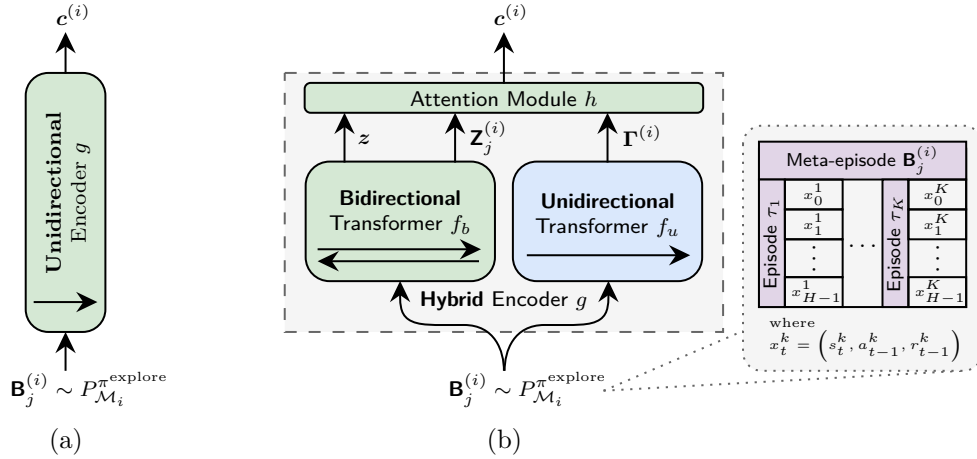 c^{(i)}
Unidirectional
Encoder g
B_j^{(i)} ∼ P_{M_i}^{π^{explore}}
(a)
c^{(i)}
Attention Module h
z
Z_j^{(i)}
Γ^{(i)}
Bidirectional
Transformer f_b
Unidirectional
Transformer f_u
Hybrid Encoder g
B_j^{(i)} ∼ P_{M_i}^{π^{explore}}
(b)
Meta-episode B_j^{(i)}
Episode τ_1
x_0^1
x_1^1
⋮
x_{H−1}^1
· · ·
Episode τ_K
x_0^K
x_1^K
⋮
x_{H−1}^K
where
x_t^k = (s_t^k, a_{t−1}^k, r_{t−1}^k)